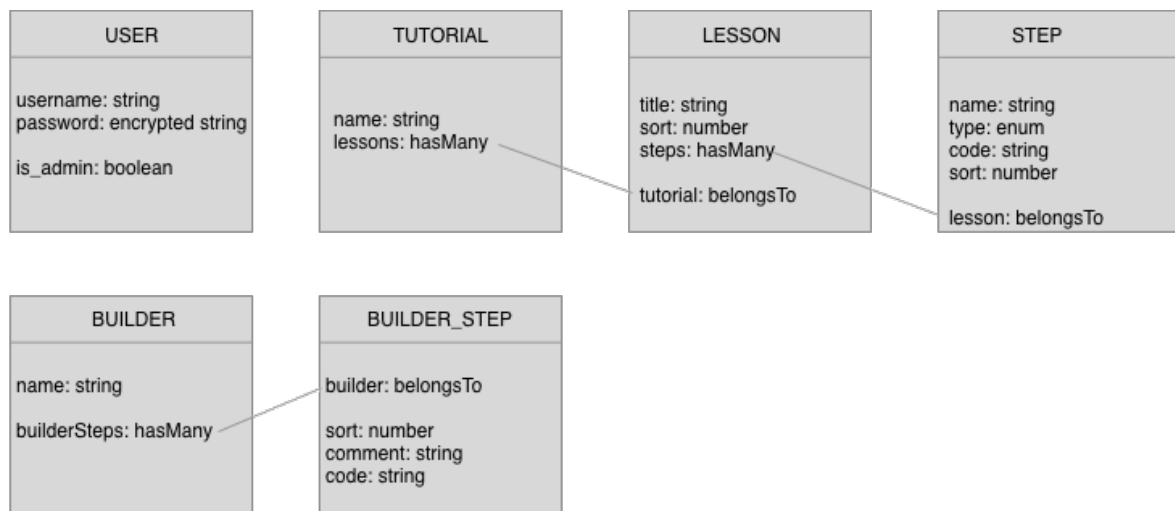 USER
username: string
password: encrypted string
is_admin: boolean
TUTORIAL
name: string
lessons: hasMany
LESSON
title: string
sort: number
steps: hasMany
tutorial: belongsTo
STEP
name: string
type: enum
code: string
sort: number
lesson: belongsTo
BUILDER
name: string
builderSteps: hasMany
BUILDER_STEP
builder: belongsTo
sort: number
comment: string
code: string